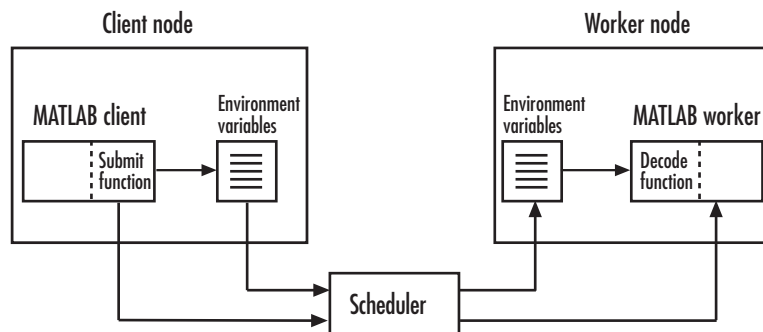 Client node
Worker node
MATLAB client
Environment
variables
Submit
function
Environment
variables
MATLAB worker
Decode
function
Scheduler